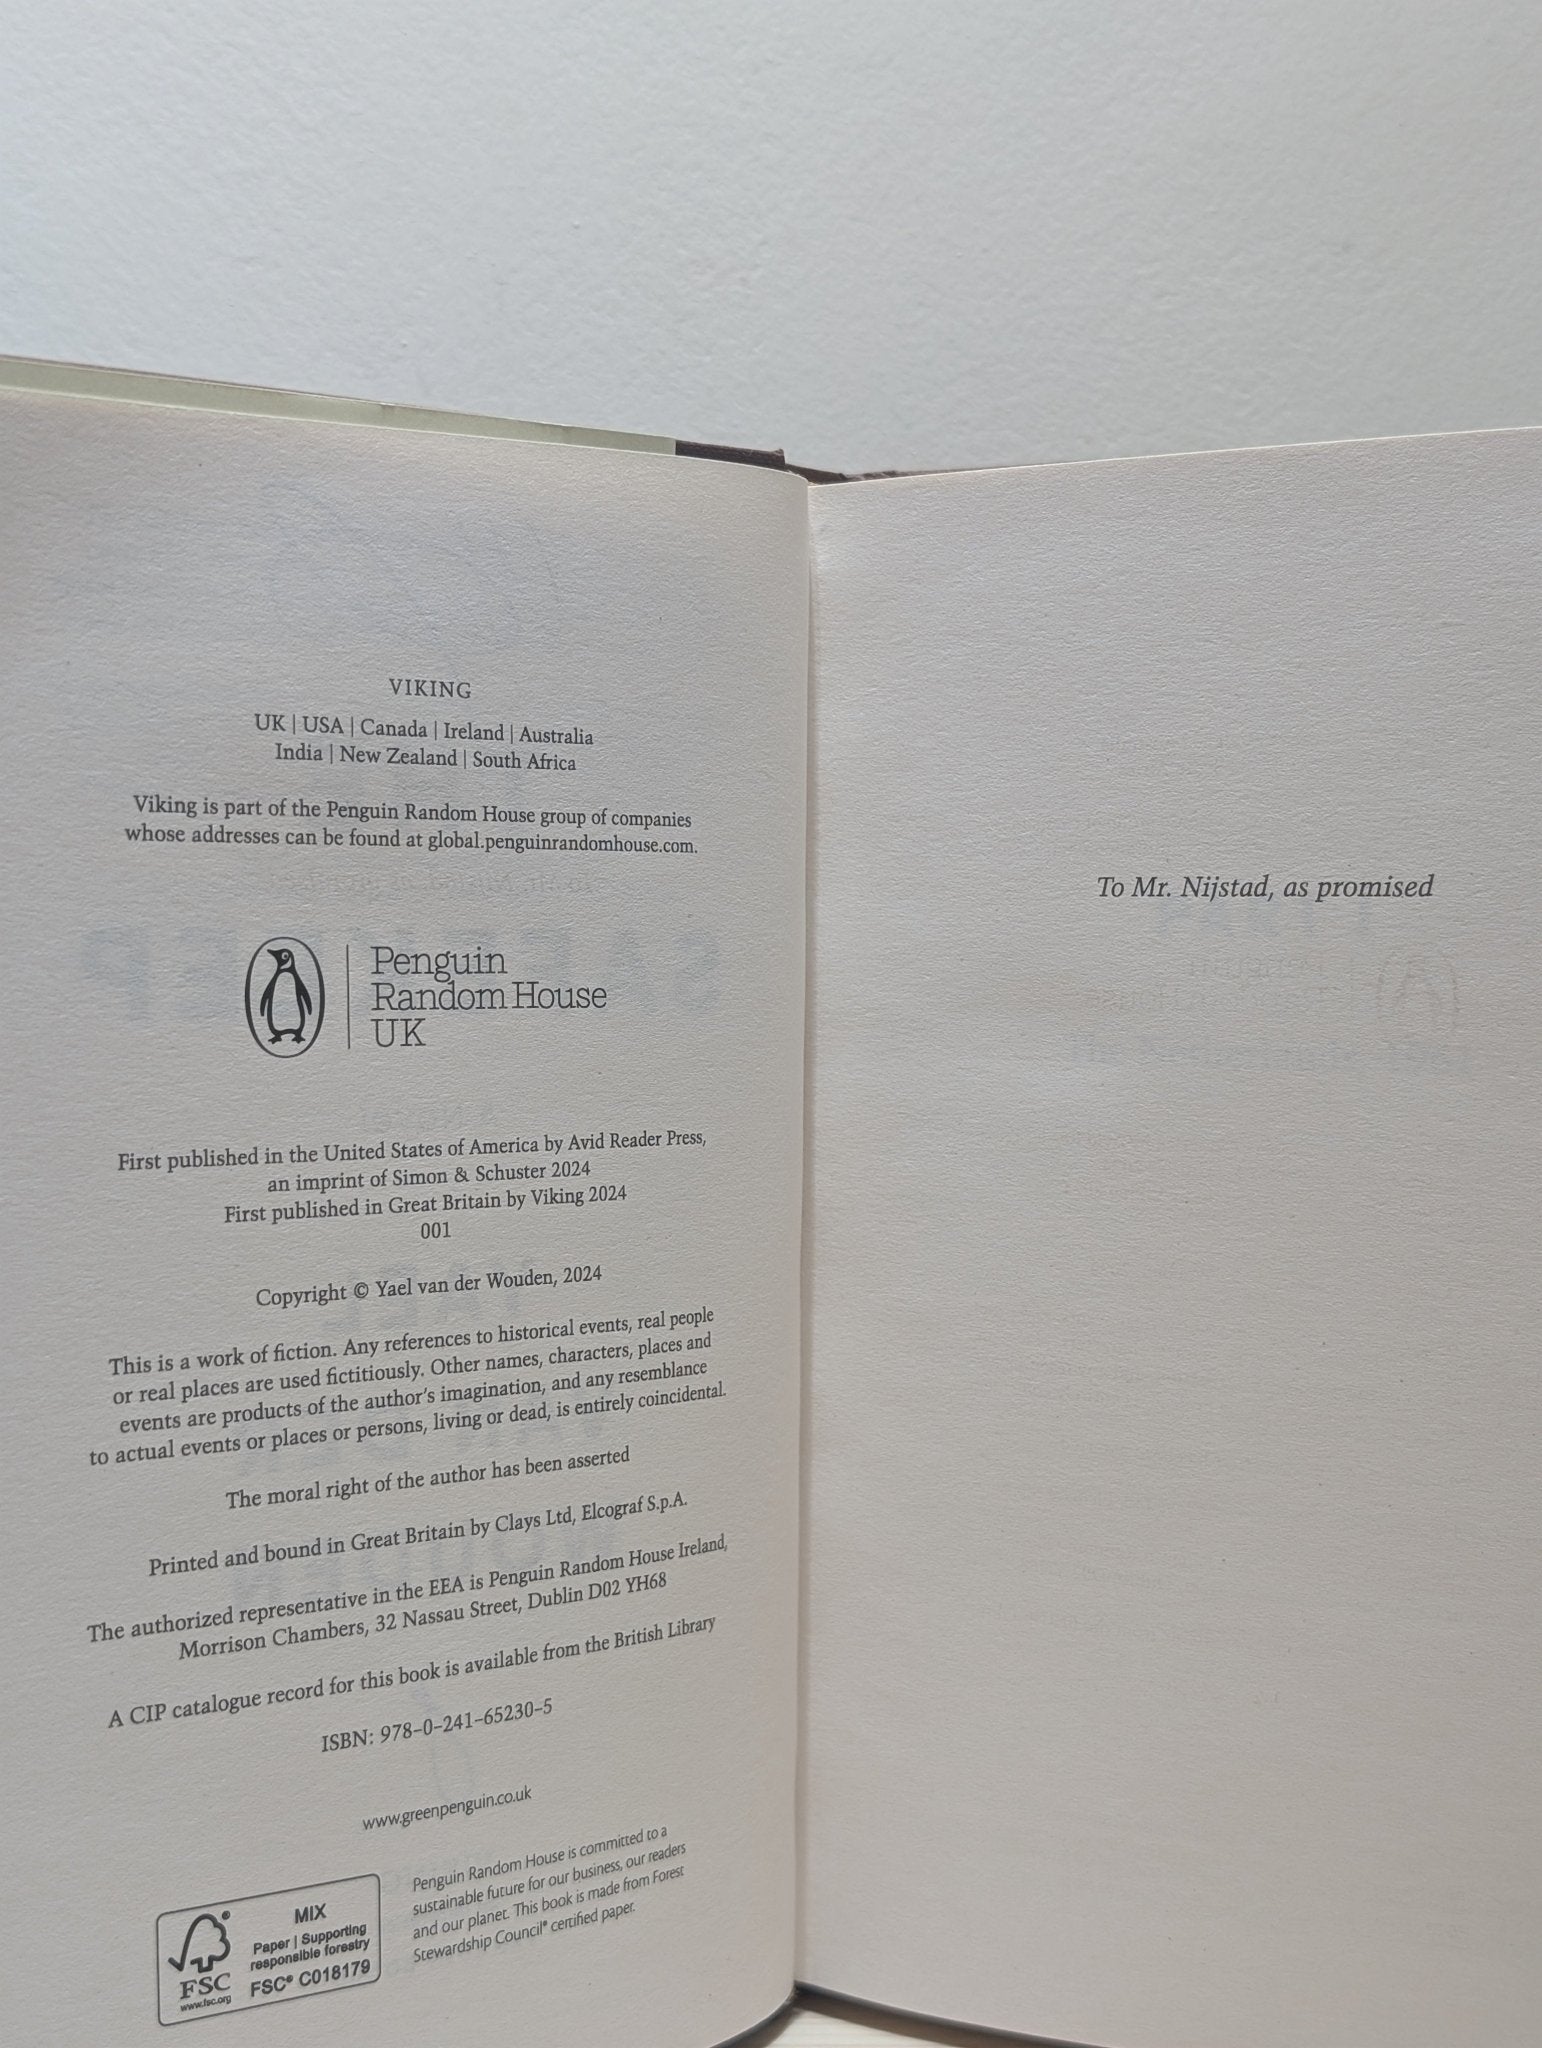 VIKING
UK | USA | Canada | Ireland | Australia
India | New Zealand | South Africa
Viking is part of the Penguin Random House group of companies
whose addresses can be found at global.penguinrandomhouse.com.
Penguin
Random House
UK
First published in the United States of America by Avid Reader Press,
an imprint of Simon & Schuster 2024
First published in Great Britain by Viking 2024
001
Copyright © Yael van der Wouden, 2024
This is a work of fiction. Any references to historical events, real people
or real places are used fictitiously. Other names, characters, places and
events are products of the author's imagination, and any resemblance
to actual events or places or persons, living or dead, is entirely coincidental.
The moral right of the author has been asserted
Printed and bound in Great Britain by Clays Ltd, Elcograf S.p.A.
The authorized representative in the EEA is Penguin Random House Ireland,
Morrison Chambers, 32 Nassau Street, Dublin D02 YH68
A CIP catalogue record for this book is available from the British Library
ISBN: 978–0–241–65230–5
www.greenpenguin.co.uk
MIX
Paper | Supporting
responsible forestry
FSC® C018179
FSC
www.fsc.org
Penguin Random House is committed to a
sustainable future for our business, our readers
and our planet. This book is made from Forest
Stewardship Council® certified paper.
To Mr. Nijstad, as promised